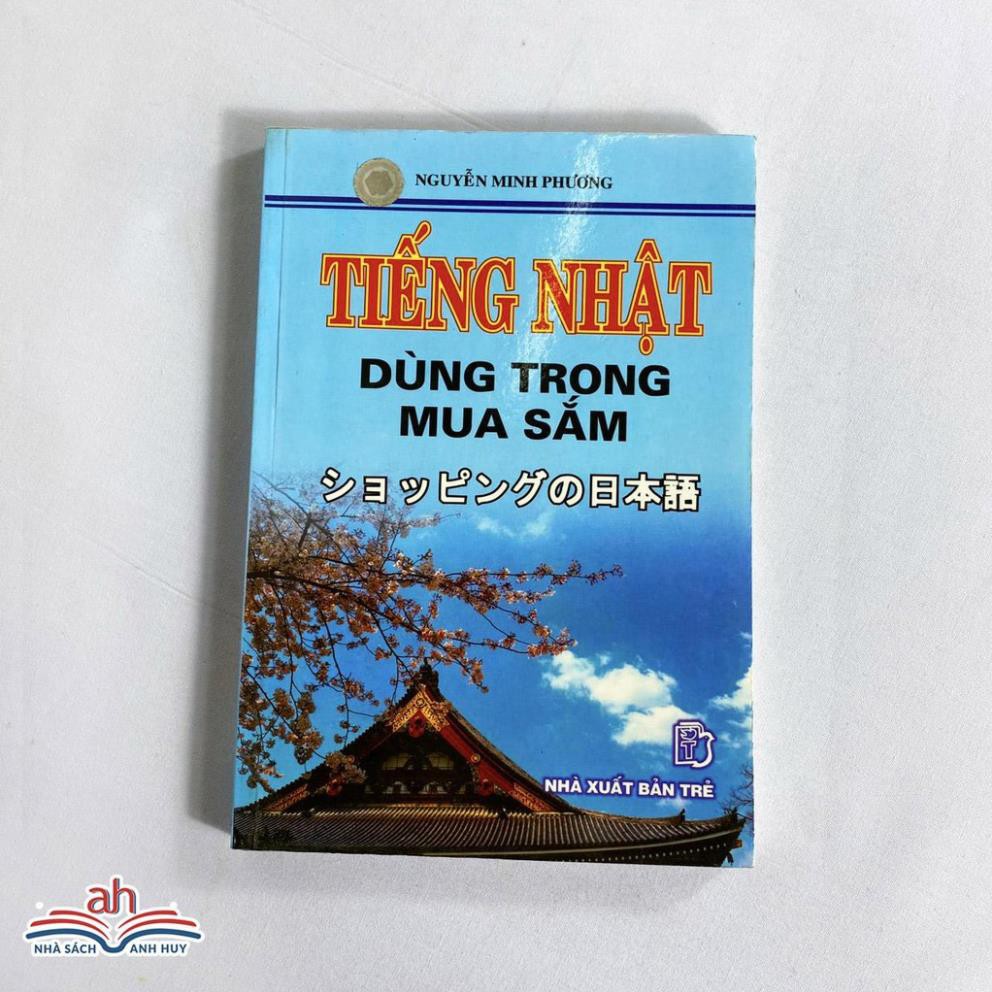 NGUYỄN MINH PHƯƠNG
TIẾNG NHẬT
DÙNG TRONG
MUA SẮM
ショッピングの日本語
NHÀ XUẤT BẢN TRẺ
ah
NHÀ SÁCH ANH HUY